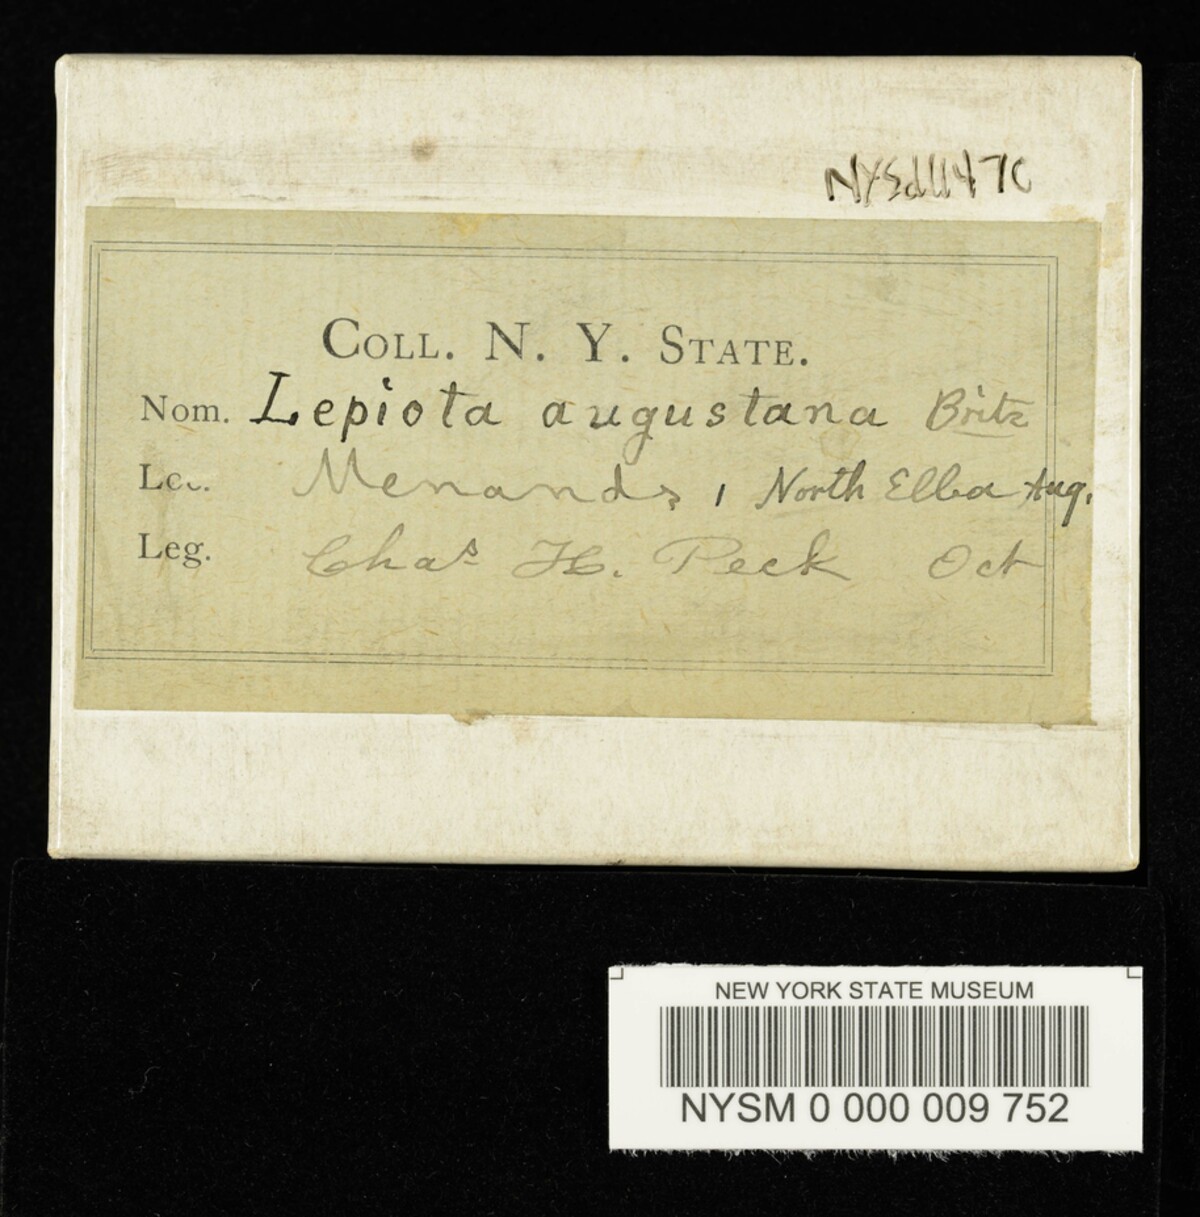 NYSd11470
COLL. N. Y. STATE.
Nom. Lepiota augustana Britz
Loc. Menands, North Elba Aug.
Leg. Chas H. Peck Oct
NEW YORK STATE MUSEUM
NYSM 0 000 009 752